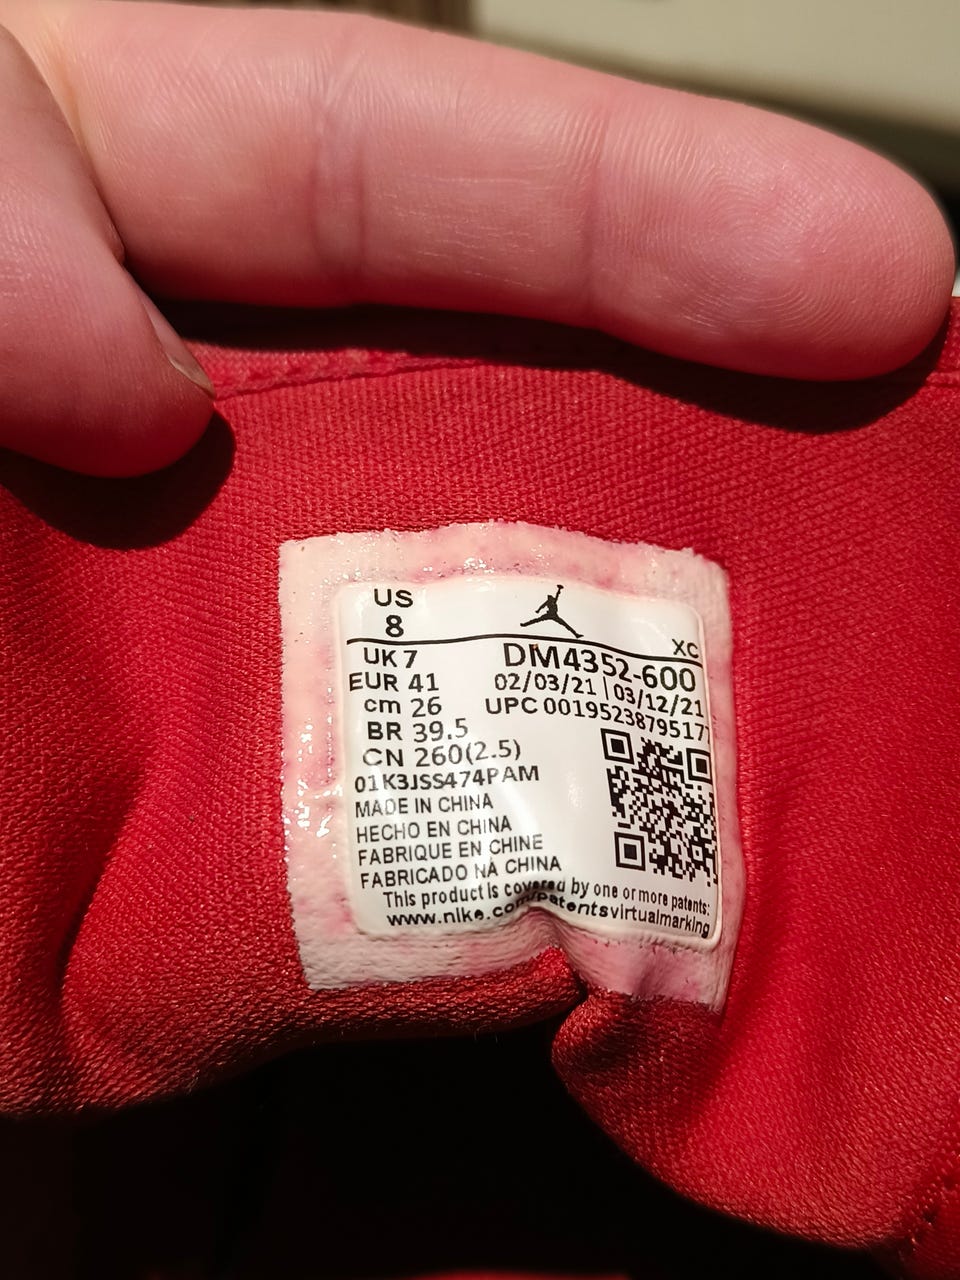 US
8
XC
UK 7
DM4352-600
EUR 41
02/03/21 | 03/12/21
cm 26
UPC 00195238795177
BR 39.5
CN 260(2.5)
01K3JSS474PAM
MADE IN CHINA
HECHO EN CHINA
FABRIQUE EN CHINE
FABRICADO NA CHINA
This product is covered by one or more patents:
www.nike.com/patentsvirtualmarking